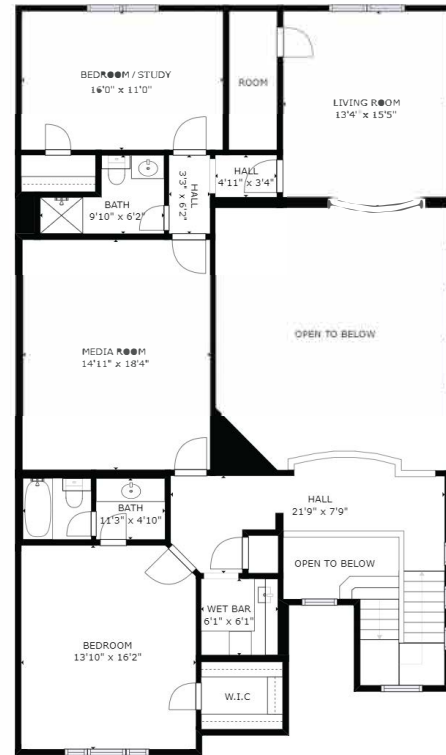 BEDROOM / STUDY
16'0" x 11'0"
ROOM
LIVING ROOM
13'4" x 15'5"
HALL
4'11" x 3'4"
HALL
3'3" x 6'2"
BATH
9'10" x 6'2"
MEDIA ROOM
14'11" x 18'4"
OPEN TO BELOW
BATH
11'3" x 4'10"
HALL
21'9" x 7'9"
OPEN TO BELOW
WET BAR
6'1" x 6'1"
BEDROOM
13'10" x 16'2"
W.I.C